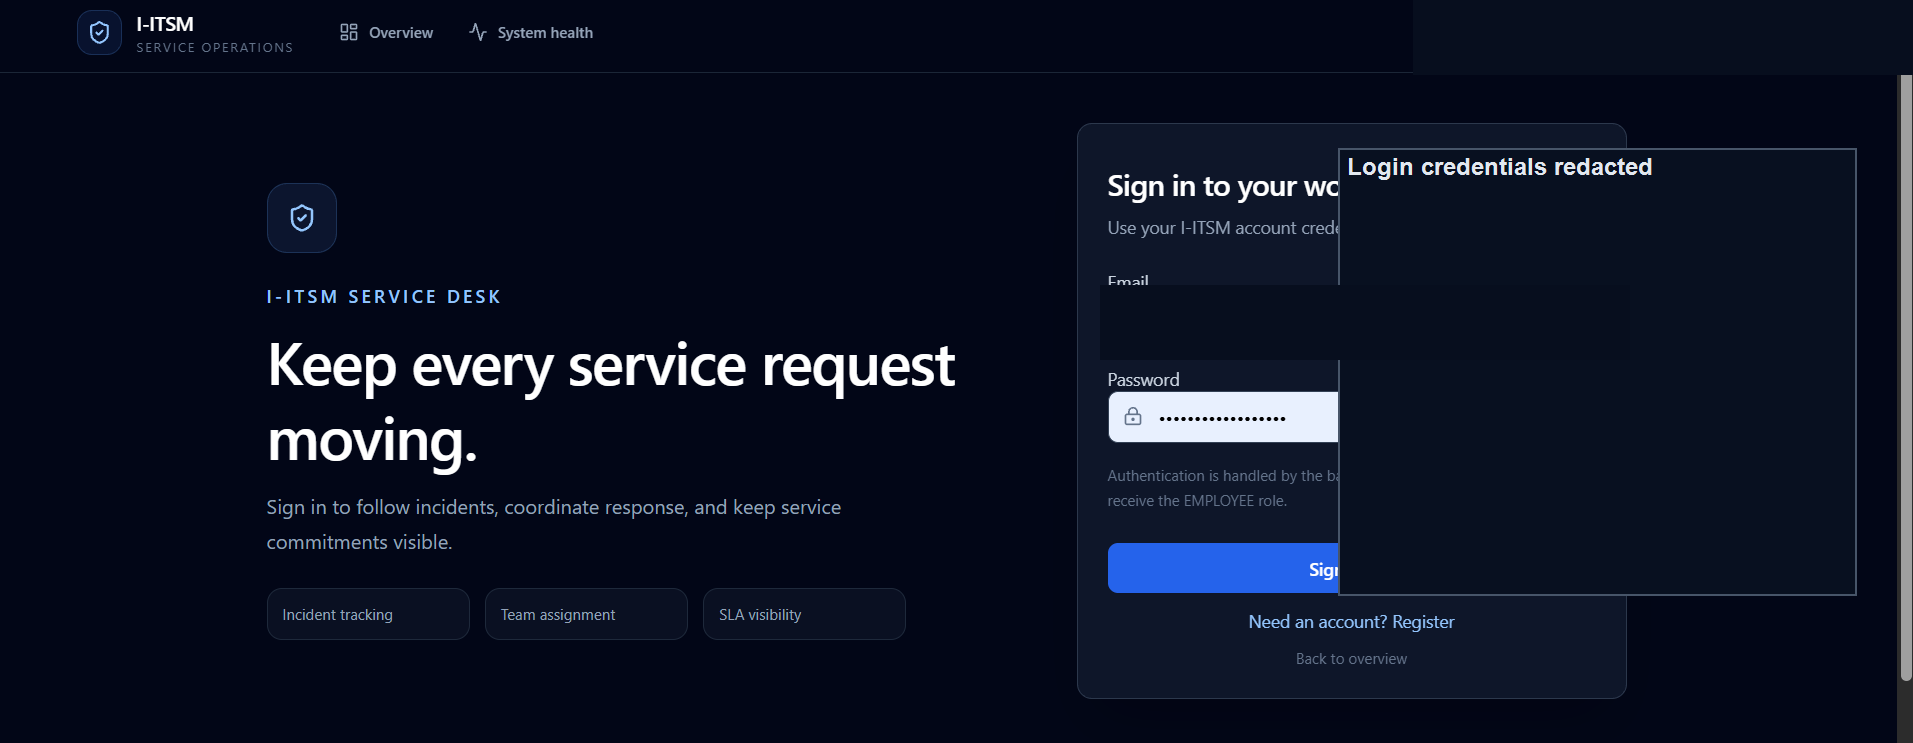 I-ITSM
SERVICE OPERATIONS
Overview
System health
I-ITSM SERVICE DESK
Keep every service request
moving.
Sign in to follow incidents, coordinate response, and keep service
commitments visible.
Incident tracking
Team assignment
SLA visibility
Login credentials redacted
Sign in to your
Use your I-ITSM account
Email
Password
Authentication is handled by the
receive the EMPLOYEE role.
Need an account? Register
Back to overview